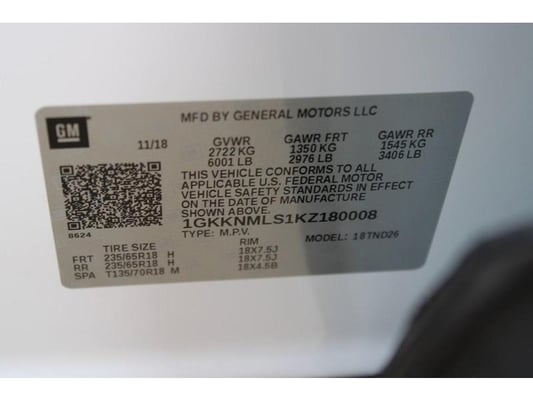 MFD BY GENERAL MOTORS LLC
GM
11/18 GVWR GAWR FRT GAWR RR
2722 KG 1350 KG 1545 KG
6001 LB 2976 LB 3406 LB
THIS VEHICLE CONFORMS TO ALL
APPLICABLE U.S. FEDERAL MOTOR
VEHICLE SAFETY STANDARDS IN EFFECT
ON THE DATE OF MANUFACTURE
SHOWN ABOVE.
1GKKNMLS1KZ180008
8624 TYPE: M.P.V. MODEL: 18TND26
TIRE SIZE RIM
FRT 235/65R18 H 18X7.5J
RR 235/65R18 H 18X7.5J
SPA T135/70R18 M 18X4.5B